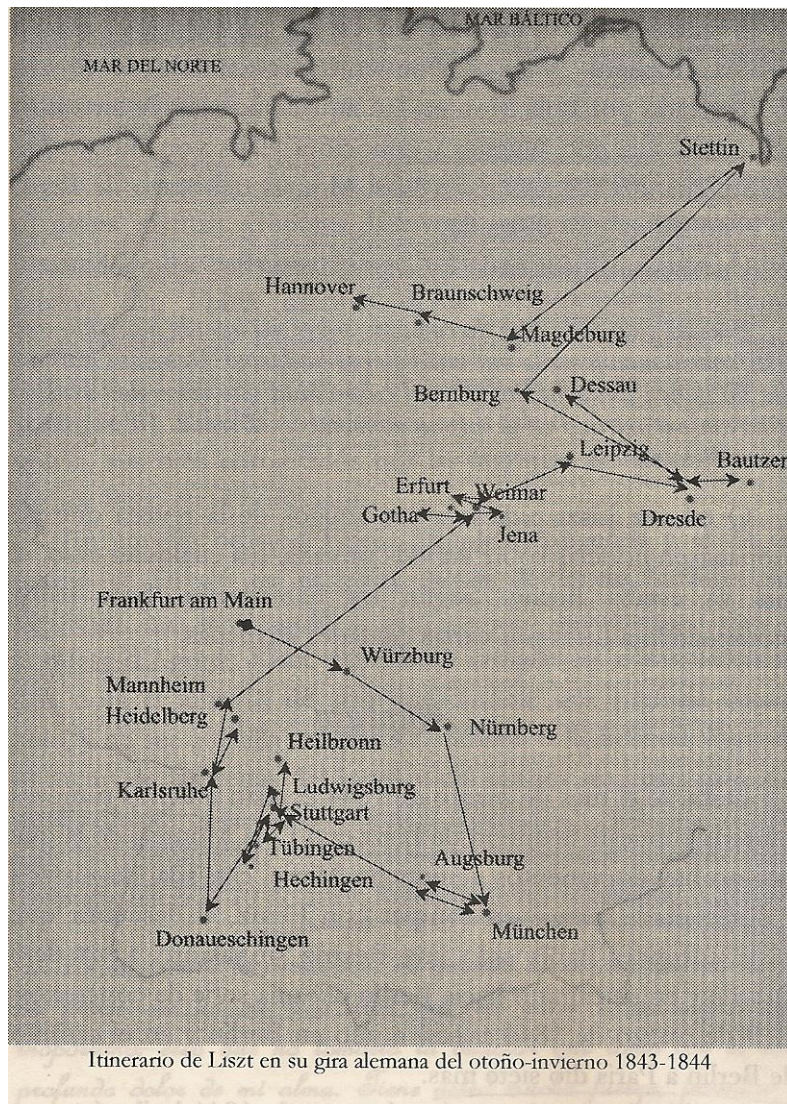 MAR BÁLTICO
MAR DEL NORTE
Stettin
Hannover
Braunschweig
Magdeburg
Bernburg
Dessau
Leipzig
Bautzen
Erfurt
Weimar
Gotha
Jena
Dresde
Frankfurt am Main
Würzburg
Mannheim
Heidelberg
Nürnberg
Heilbronn
Karlsruhe
Ludwigsburg
Stuttgart
Tübingen
Augsburg
Hechingen
Donaueschingen
München
Itinerario de Liszt en su gira alemana del otoño-invierno 1843-1844